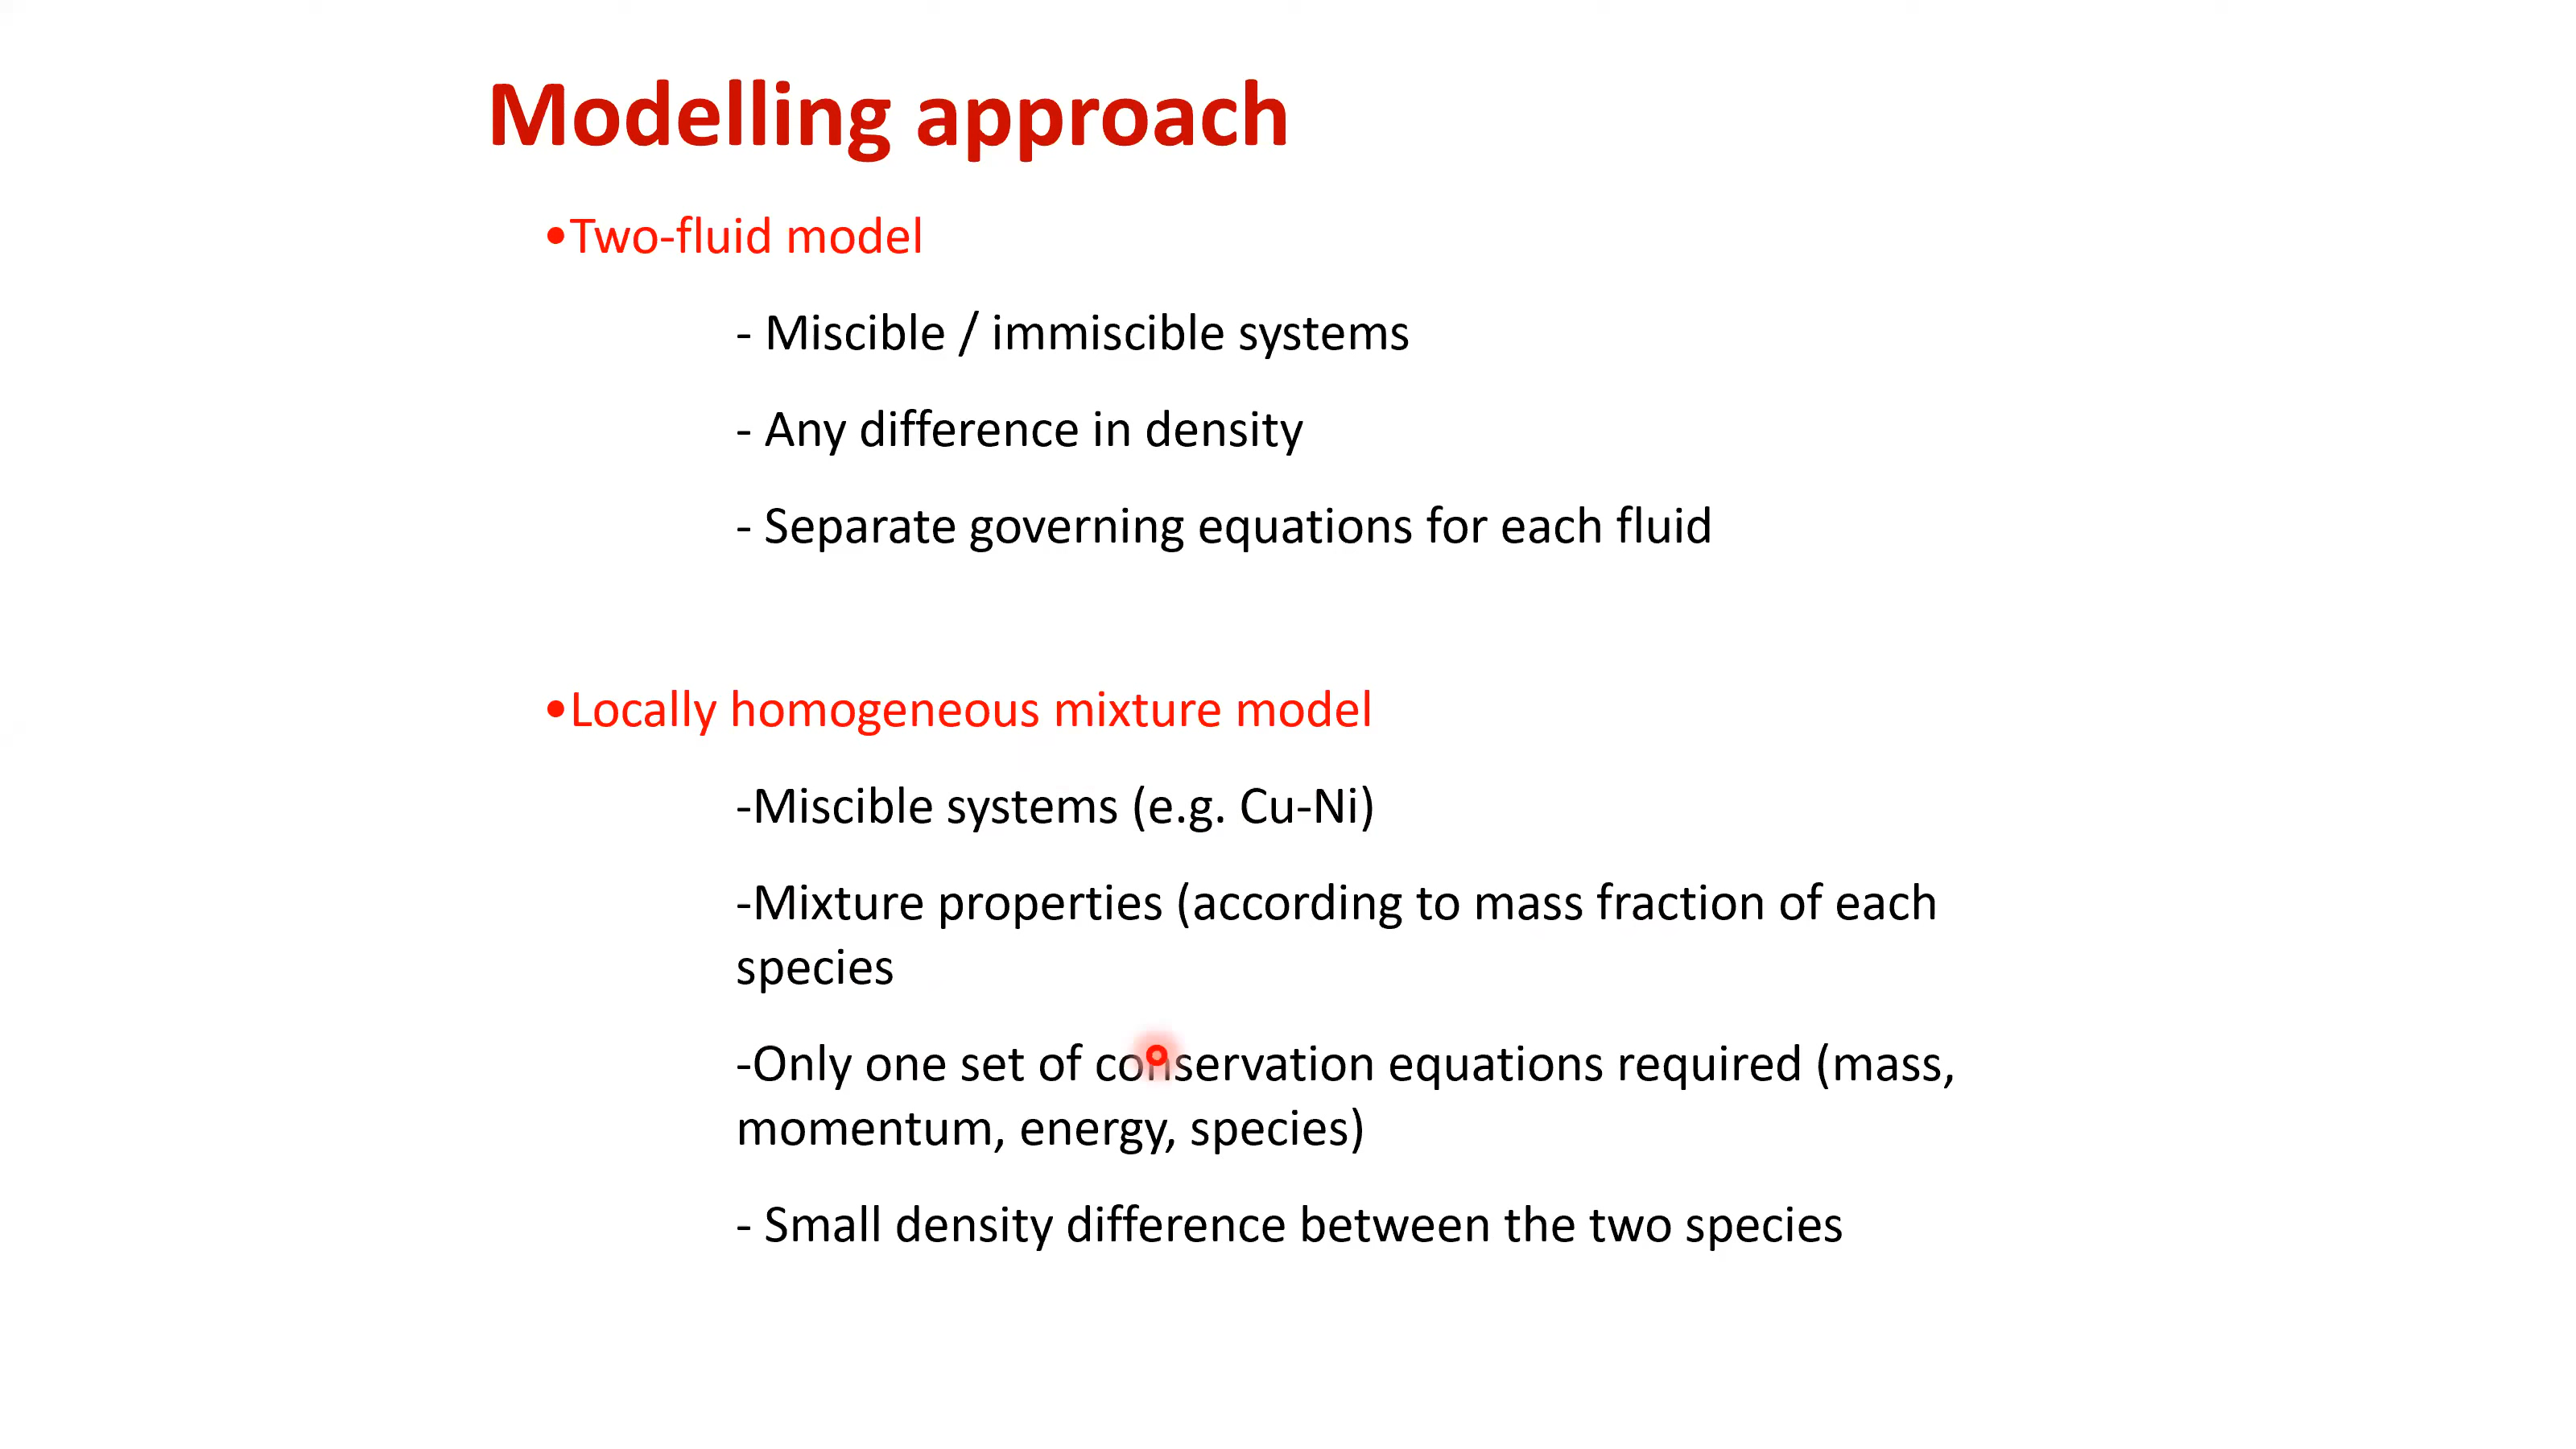 Modelling approach
•Two-fluid model
- Miscible / immiscible systems
- Any difference in density
- Separate governing equations for each fluid
•Locally homogeneous mixture model
-Miscible systems (e.g. Cu-Ni)
-Mixture properties (according to mass fraction of each
species
-Only one set of conservation equations required (mass,
momentum, energy, species)
- Small density difference between the two species